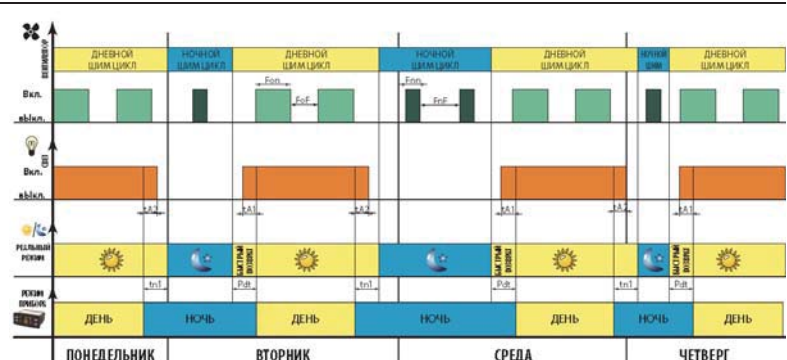 ВЕНТИЛЯТОР
ДНЕВНОЙ ШИМ ЦИКЛ
НОЧНОЙ ШИМ ЦИКЛ
ДНЕВНОЙ ШИМ ЦИКЛ
НОЧНОЙ ШИМ ЦИКЛ
ДНЕВНОЙ ШИМ ЦИКЛ
НОЧНОЙ ШИМ
ДНЕВНОЙ ШИМ ЦИКЛ
Вкл.
Fon
FoF
Fnn
FnF
выкл.
Вкл.
выкл.
tA2
tA1
tA2
tA1
tA2
tA1
РЕАЛЬНЫЙ РЕЖИМ
БЫСТРЫЙ ВОЗВРАТ
БЫСТРЫЙ ВОЗВРАТ
БЫСТРЫЙ ВОЗВРАТ
tn1
Pdt
tn1
Pdt
tn1
Pdt
РЕЖИМ ПРИБОРА
ДЕНЬ
НОЧЬ
ДЕНЬ
НОЧЬ
ДЕНЬ
НОЧЬ
ДЕНЬ
ПОНЕДЕЛЬНИК
ВТОРНИК
СРЕДА
ЧЕТВЕРГ